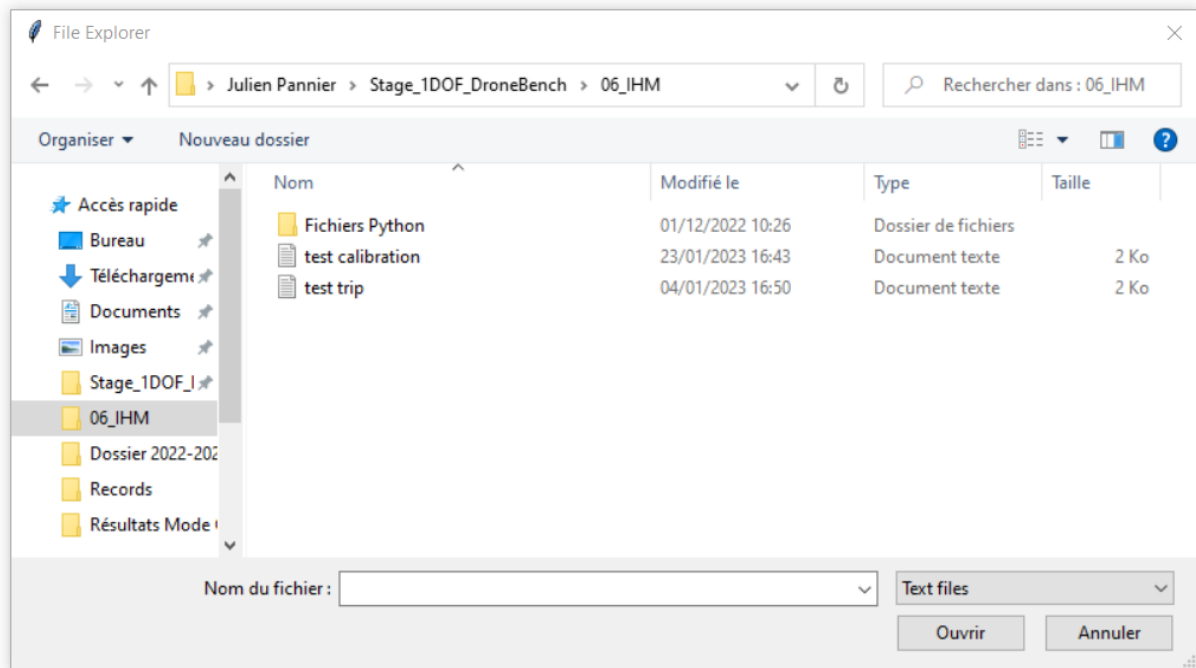 File Explorer
Julien Pannier > Stage_1DOF_DroneBench > 06_IHM
Rechercher dans : 06_IHM
Organiser
Nouveau dossier
Nom
Modifié le
Type
Taille
Accès rapide
Bureau
Téléchargeme
Documents
Images
Stage_1DOF_I
06_IHM
Dossier 2022-202
Records
Résultats Mode
Fichiers Python 01/12/2022 10:26 Dossier de fichiers
test calibration 23/01/2023 16:43 Document texte 2 Ko
test trip 04/01/2023 16:50 Document texte 2 Ko
Nom du fichier :
Text files
Ouvrir
Annuler